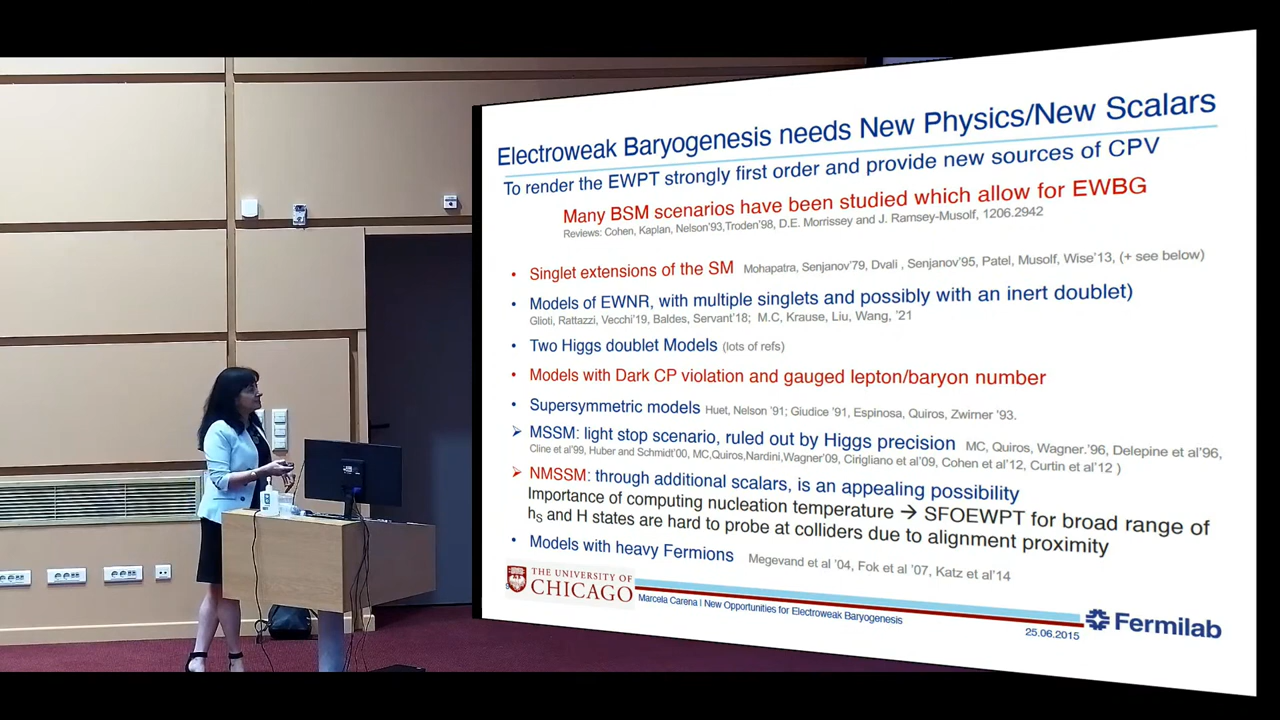 Electroweak Baryogenesis needs New Physics/New Scalars
To render the EWPT strongly first order and provide new sources of CPV
Many BSM scenarios have been studied which allow for EWBG
Reviews: Cohen, Kaplan, Nelson'93,Troden'98, D.E. Morrissey and J. Ramsey-Musolf, 1206.2942
• Singlet extensions of the SM Mohapatra, Senjanov'79, Dvali , Senjanov'95, Patel, Musolf, Wise'13, (+ see below)
• Models of EWNR, with multiple singlets and possibly with an inert doublet)
Glioti, Rattazzi, Vecchi'19, Baldes, Servant'18; M.C, Krause, Liu, Wang, '21
• Two Higgs doublet Models (lots of refs)
• Models with Dark CP violation and gauged lepton/baryon number
• Supersymmetric models Huet, Nelson '91; Giudice '91, Espinosa, Quiros, Zwirner '93.
➢ MSSM: light stop scenario, ruled out by Higgs precision MC, Quiros, Wagner.'96, Delepine et al'96,
Cline et al'99, Huber and Schmidt'00, MC,Quiros,Nardini,Wagner'09, Cirigliano et al'09, Cohen et al'12, Curtin et al'12 )
➢ NMSSM: through additional scalars, is an appealing possibility
Importance of computing nucleation temperature → SFOEWPT for broad range of
hS and H states are hard to probe at colliders due to alignment proximity
• Models with heavy Fermions Megevand et al '04, Fok et al '07, Katz et al'14
THE UNIVERSITY OF
CHICAGO
Marcela Carena | New Opportunities for Electroweak Baryogenesis
25.06.2015
Fermilab